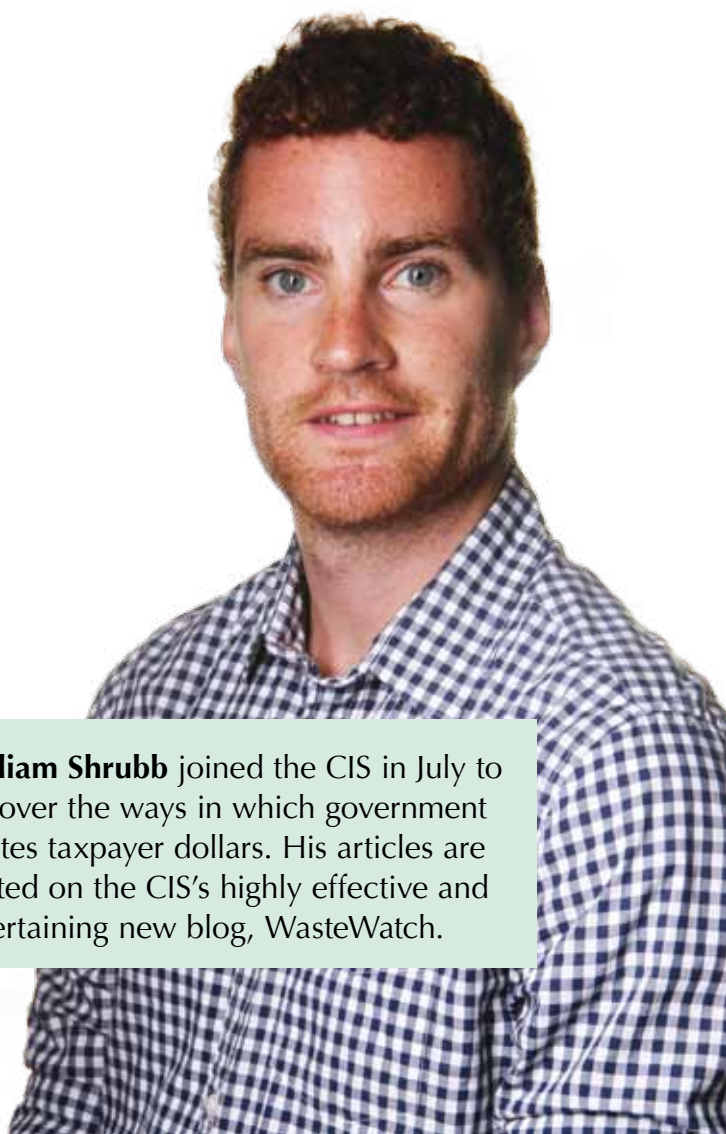 liam Shrubb joined the CIS in July to
over the ways in which government
tes taxpayer dollars. His articles are
ted on the CIS's highly effective and
ertaining new blog, WasteWatch.